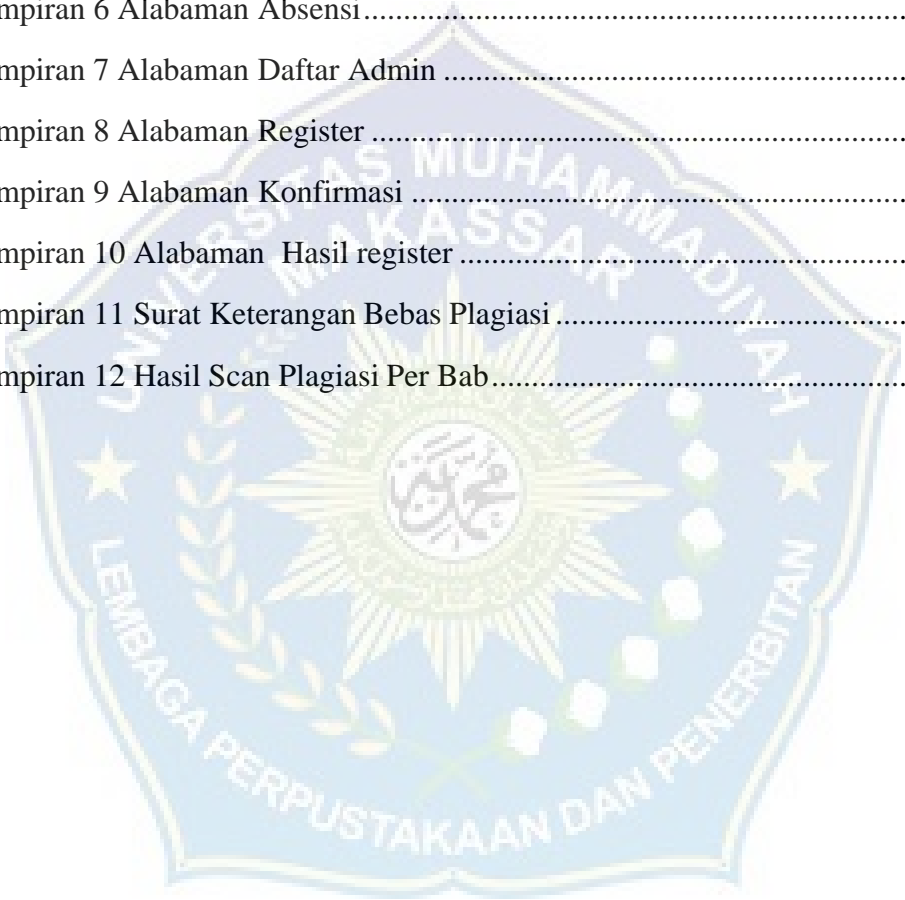 mpiran 6 Alabaman Absensi........................................................................
mpiran 7 Alabaman Daftar Admin ..............................................................
mpiran 8 Alabaman Register ........................................................................
mpiran 9 Alabaman Konfirmasi ..................................................................
mpiran 10 Alabaman  Hasil register ............................................................
mpiran 11 Surat Keterangan Bebas Plagiasi ...............................................
mpiran 12 Hasil Scan Plagiasi Per Bab........................................................
UNIVERSITAS MUHAMMADIYAH
MAKASSAR
LEMBAGA PERPUSTAKAAN DAN PENERBITAN